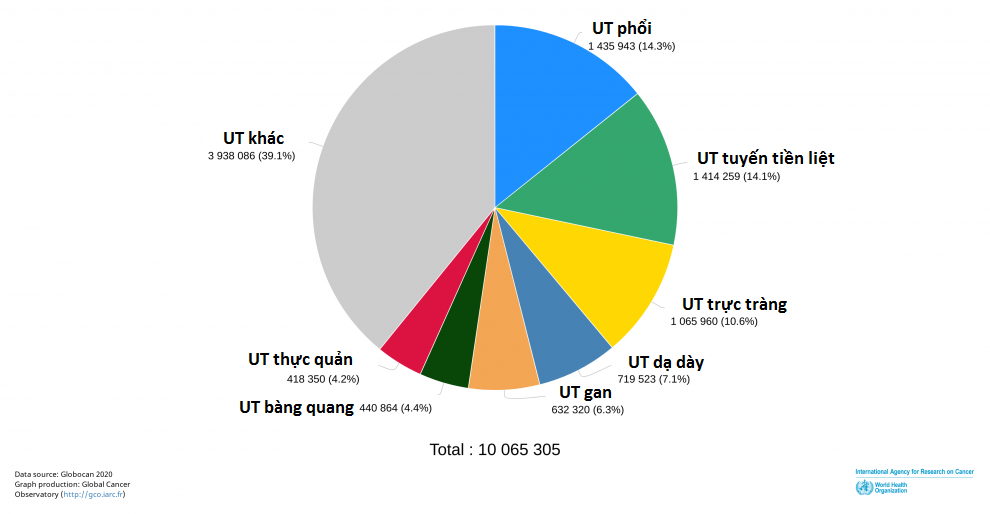 UT phổi
1 435 943 (14.3%)
UT khác
3 938 086 (39.1%)
UT tuyến tiền liệt
1 414 259 (14.1%)
UT trực tràng
1 065 960 (10.6%)
UT thực quản
418 350 (4.2%)
UT dạ dày
719 523 (7.1%)
UT gan
632 320 (6.3%)
UT bàng quang 440 864 (4.4%)
Total : 10 065 305
Data source: Globocan 2020
Graph production: Global Cancer
Observatory (http://gco.iarc.fr)
International Agency for Research on Cancer
World Health
Organization